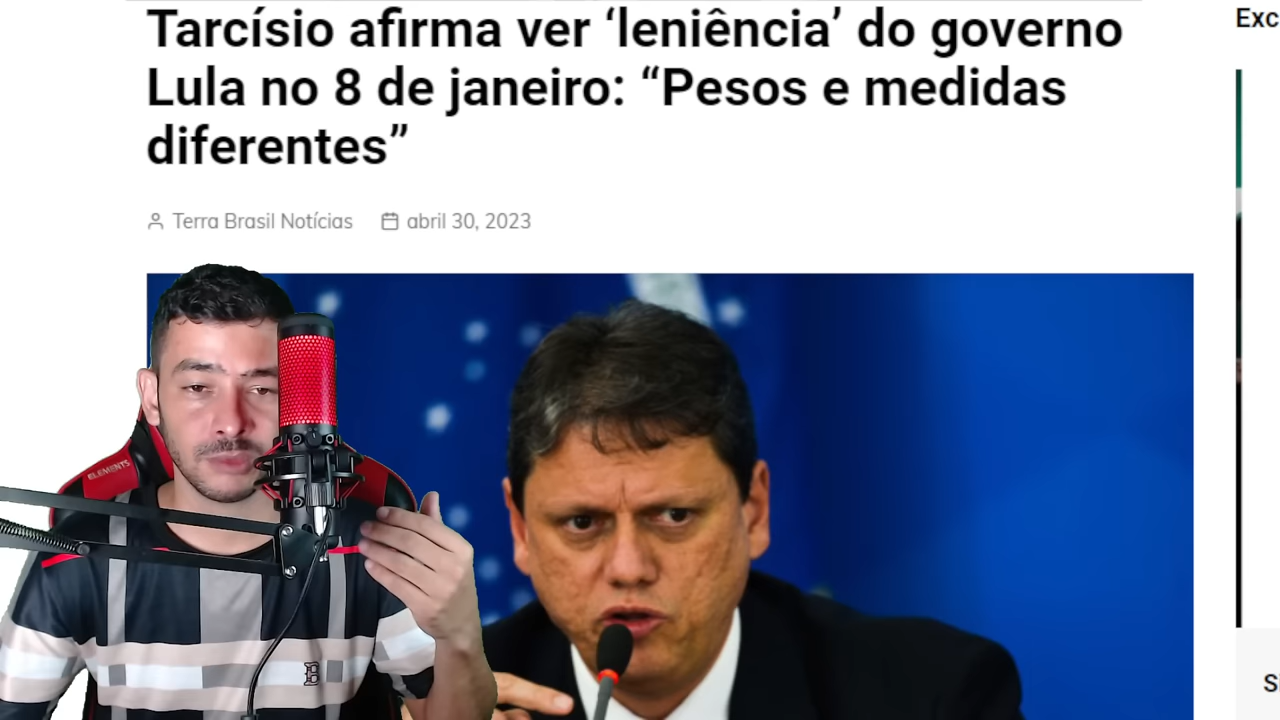 Tarcísio afirma ver ‘leniência’ do governo
Lula no 8 de janeiro: “Pesos e medidas
diferentes”
Terra Brasil Notícias abril 30, 2023
Exc
ELEMENTS
B
S